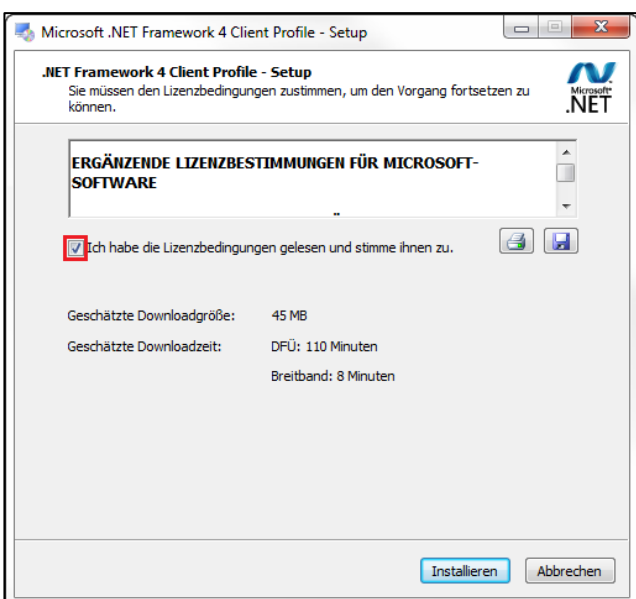 Microsoft .NET Framework 4 Client Profile - Setup
.NET Framework 4 Client Profile - Setup
Sie müssen den Lizenzbedingungen zustimmen, um den Vorgang fortsetzen zu
können.
Microsoft®
.NET
ERGÄNZENDE LIZENZBESTIMMUNGEN FÜR MICROSOFT-
SOFTWARE
Ich habe die Lizenzbedingungen gelesen und stimme ihnen zu.
Geschätzte Downloadgröße: 45 MB
Geschätzte Downloadzeit: DFÜ: 110 Minuten
Breitband: 8 Minuten
Installieren Abbrechen